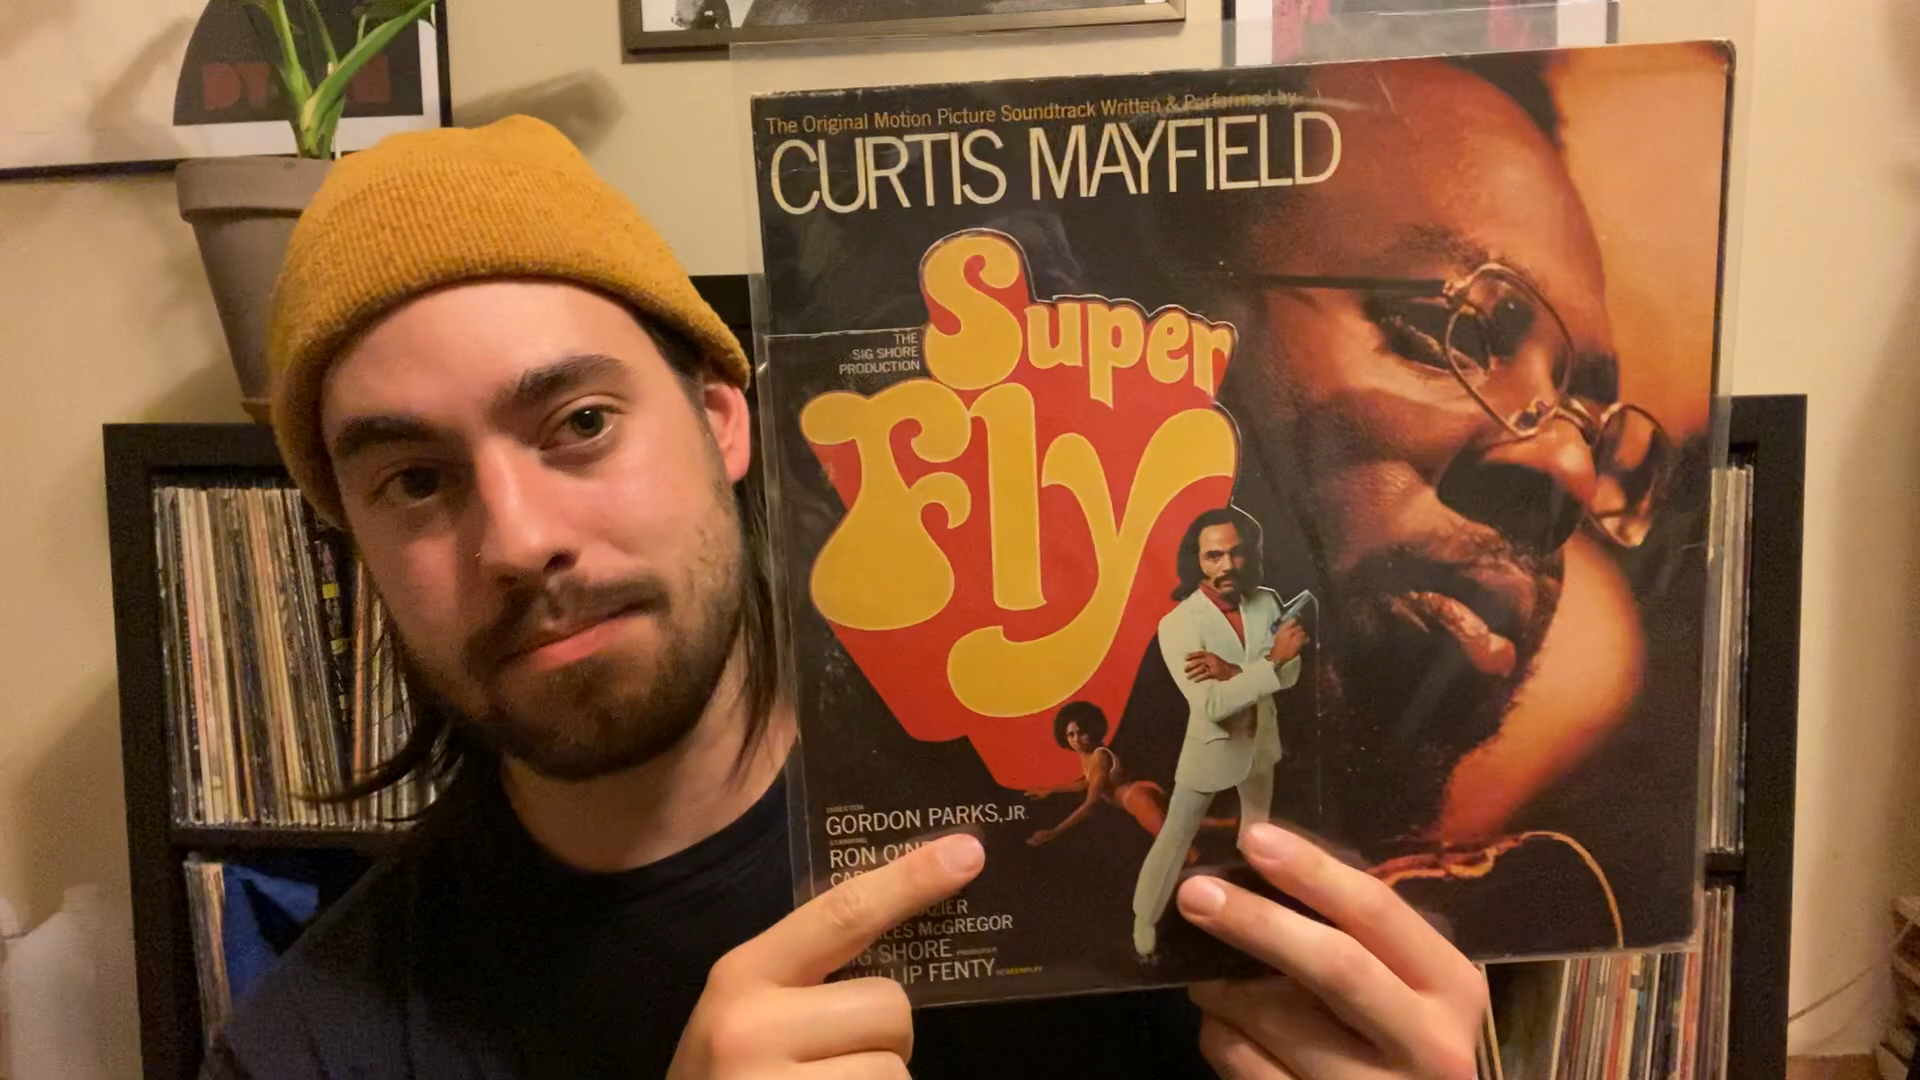 The Original Motion Picture Soundtrack Written & Performed by
CURTIS MAYFIELD
Super
Fly
THE
SIG SHORE
PRODUCTION
GORDON PARKS, JR.
RON
McGREGOR
SHORE
FENTY SCREENPLAY